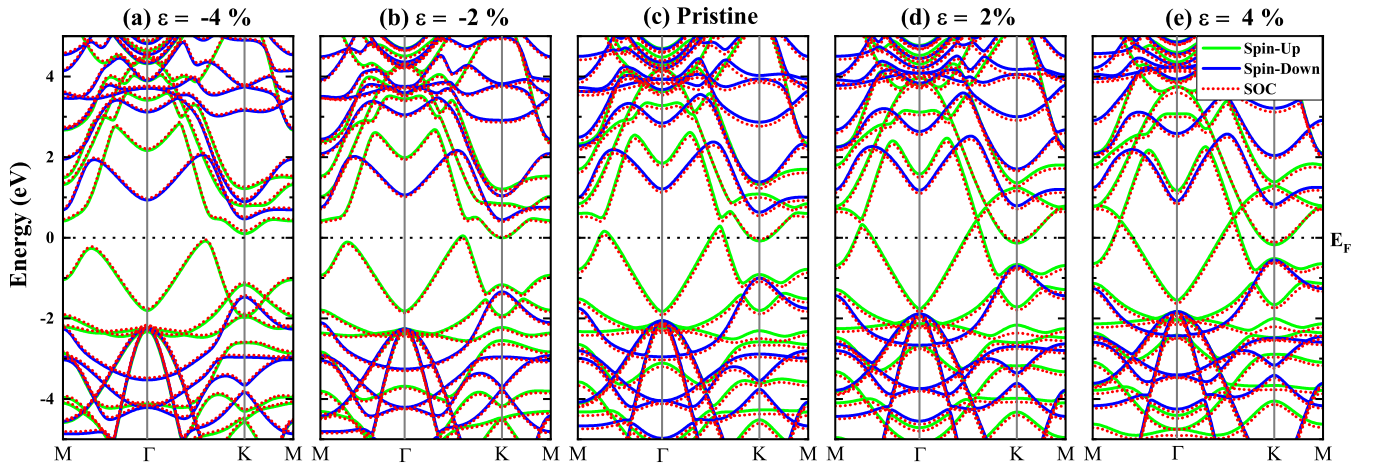 (a) ε = -4 %
(b) ε = -2 %
(c) Pristine
(d) ε = 2%
(e) ε = 4 %
Energy (eV)
4
2
0
-2
-4
Spin-Up
Spin-Down
SOC
E_F
M Γ K M
M Γ K M
M Γ K M
M Γ K M
M Γ K M